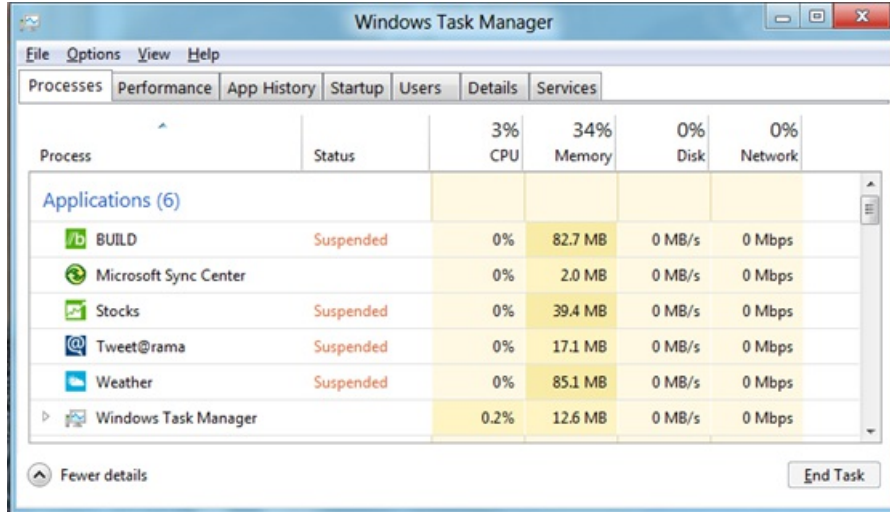 Windows Task Manager
File Options View Help
Processes Performance App History Startup Users Details Services
3% 34% 0% 0%
Process Status CPU Memory Disk Network
Applications (6)
BUILD Suspended 0% 82.7 MB 0 MB/s 0 Mbps
Microsoft Sync Center 0% 2.0 MB 0 MB/s 0 Mbps
Stocks Suspended 0% 39.4 MB 0 MB/s 0 Mbps
Tweet@rama Suspended 0% 17.1 MB 0 MB/s 0 Mbps
Weather Suspended 0% 85.1 MB 0 MB/s 0 Mbps
Windows Task Manager 0.2% 12.6 MB 0 MB/s 0 Mbps
Fewer details End Task